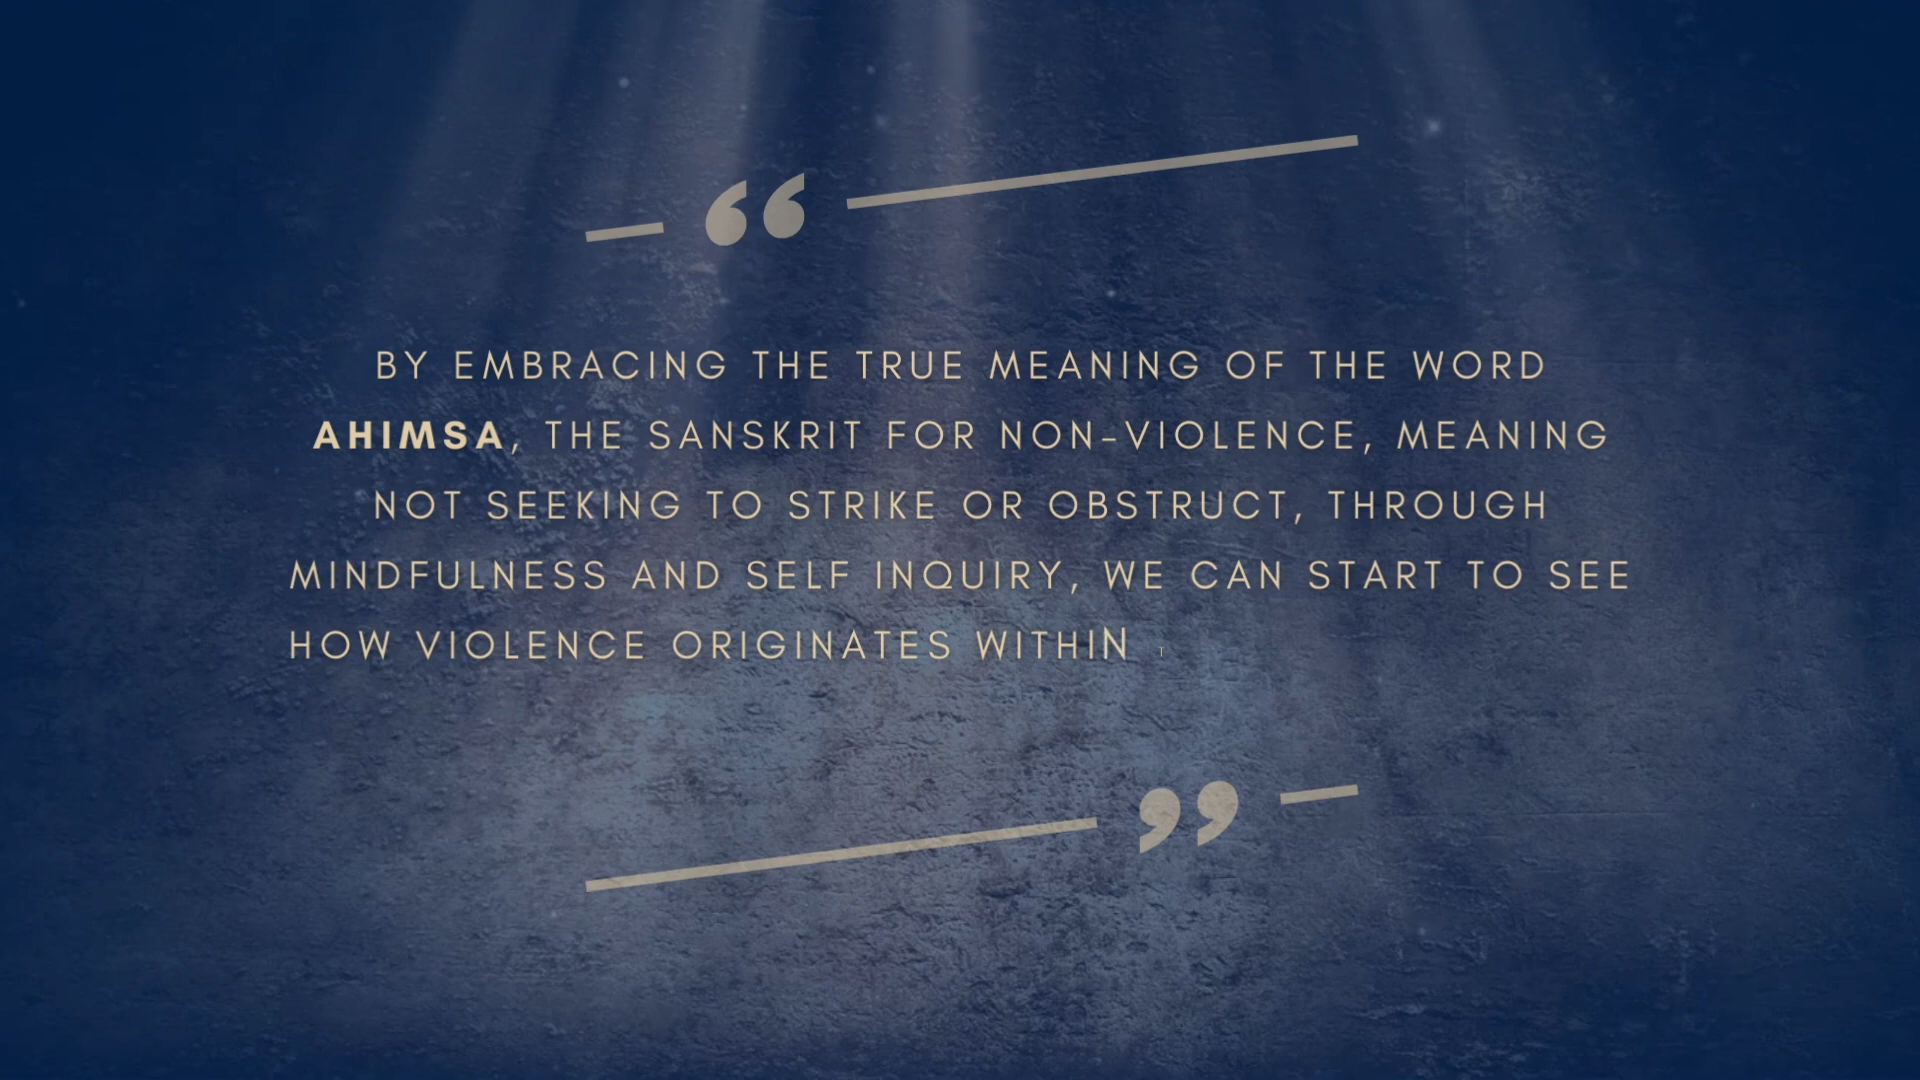 “
BY EMBRACING THE TRUE MEANING OF THE WORD
AHIMSA, THE SANSKRIT FOR NON-VIOLENCE, MEANING
NOT SEEKING TO STRIKE OR OBSTRUCT, THROUGH
MINDFULNESS AND SELF INQUIRY, WE CAN START TO SEE
HOW VIOLENCE ORIGINATES WITHIN
”